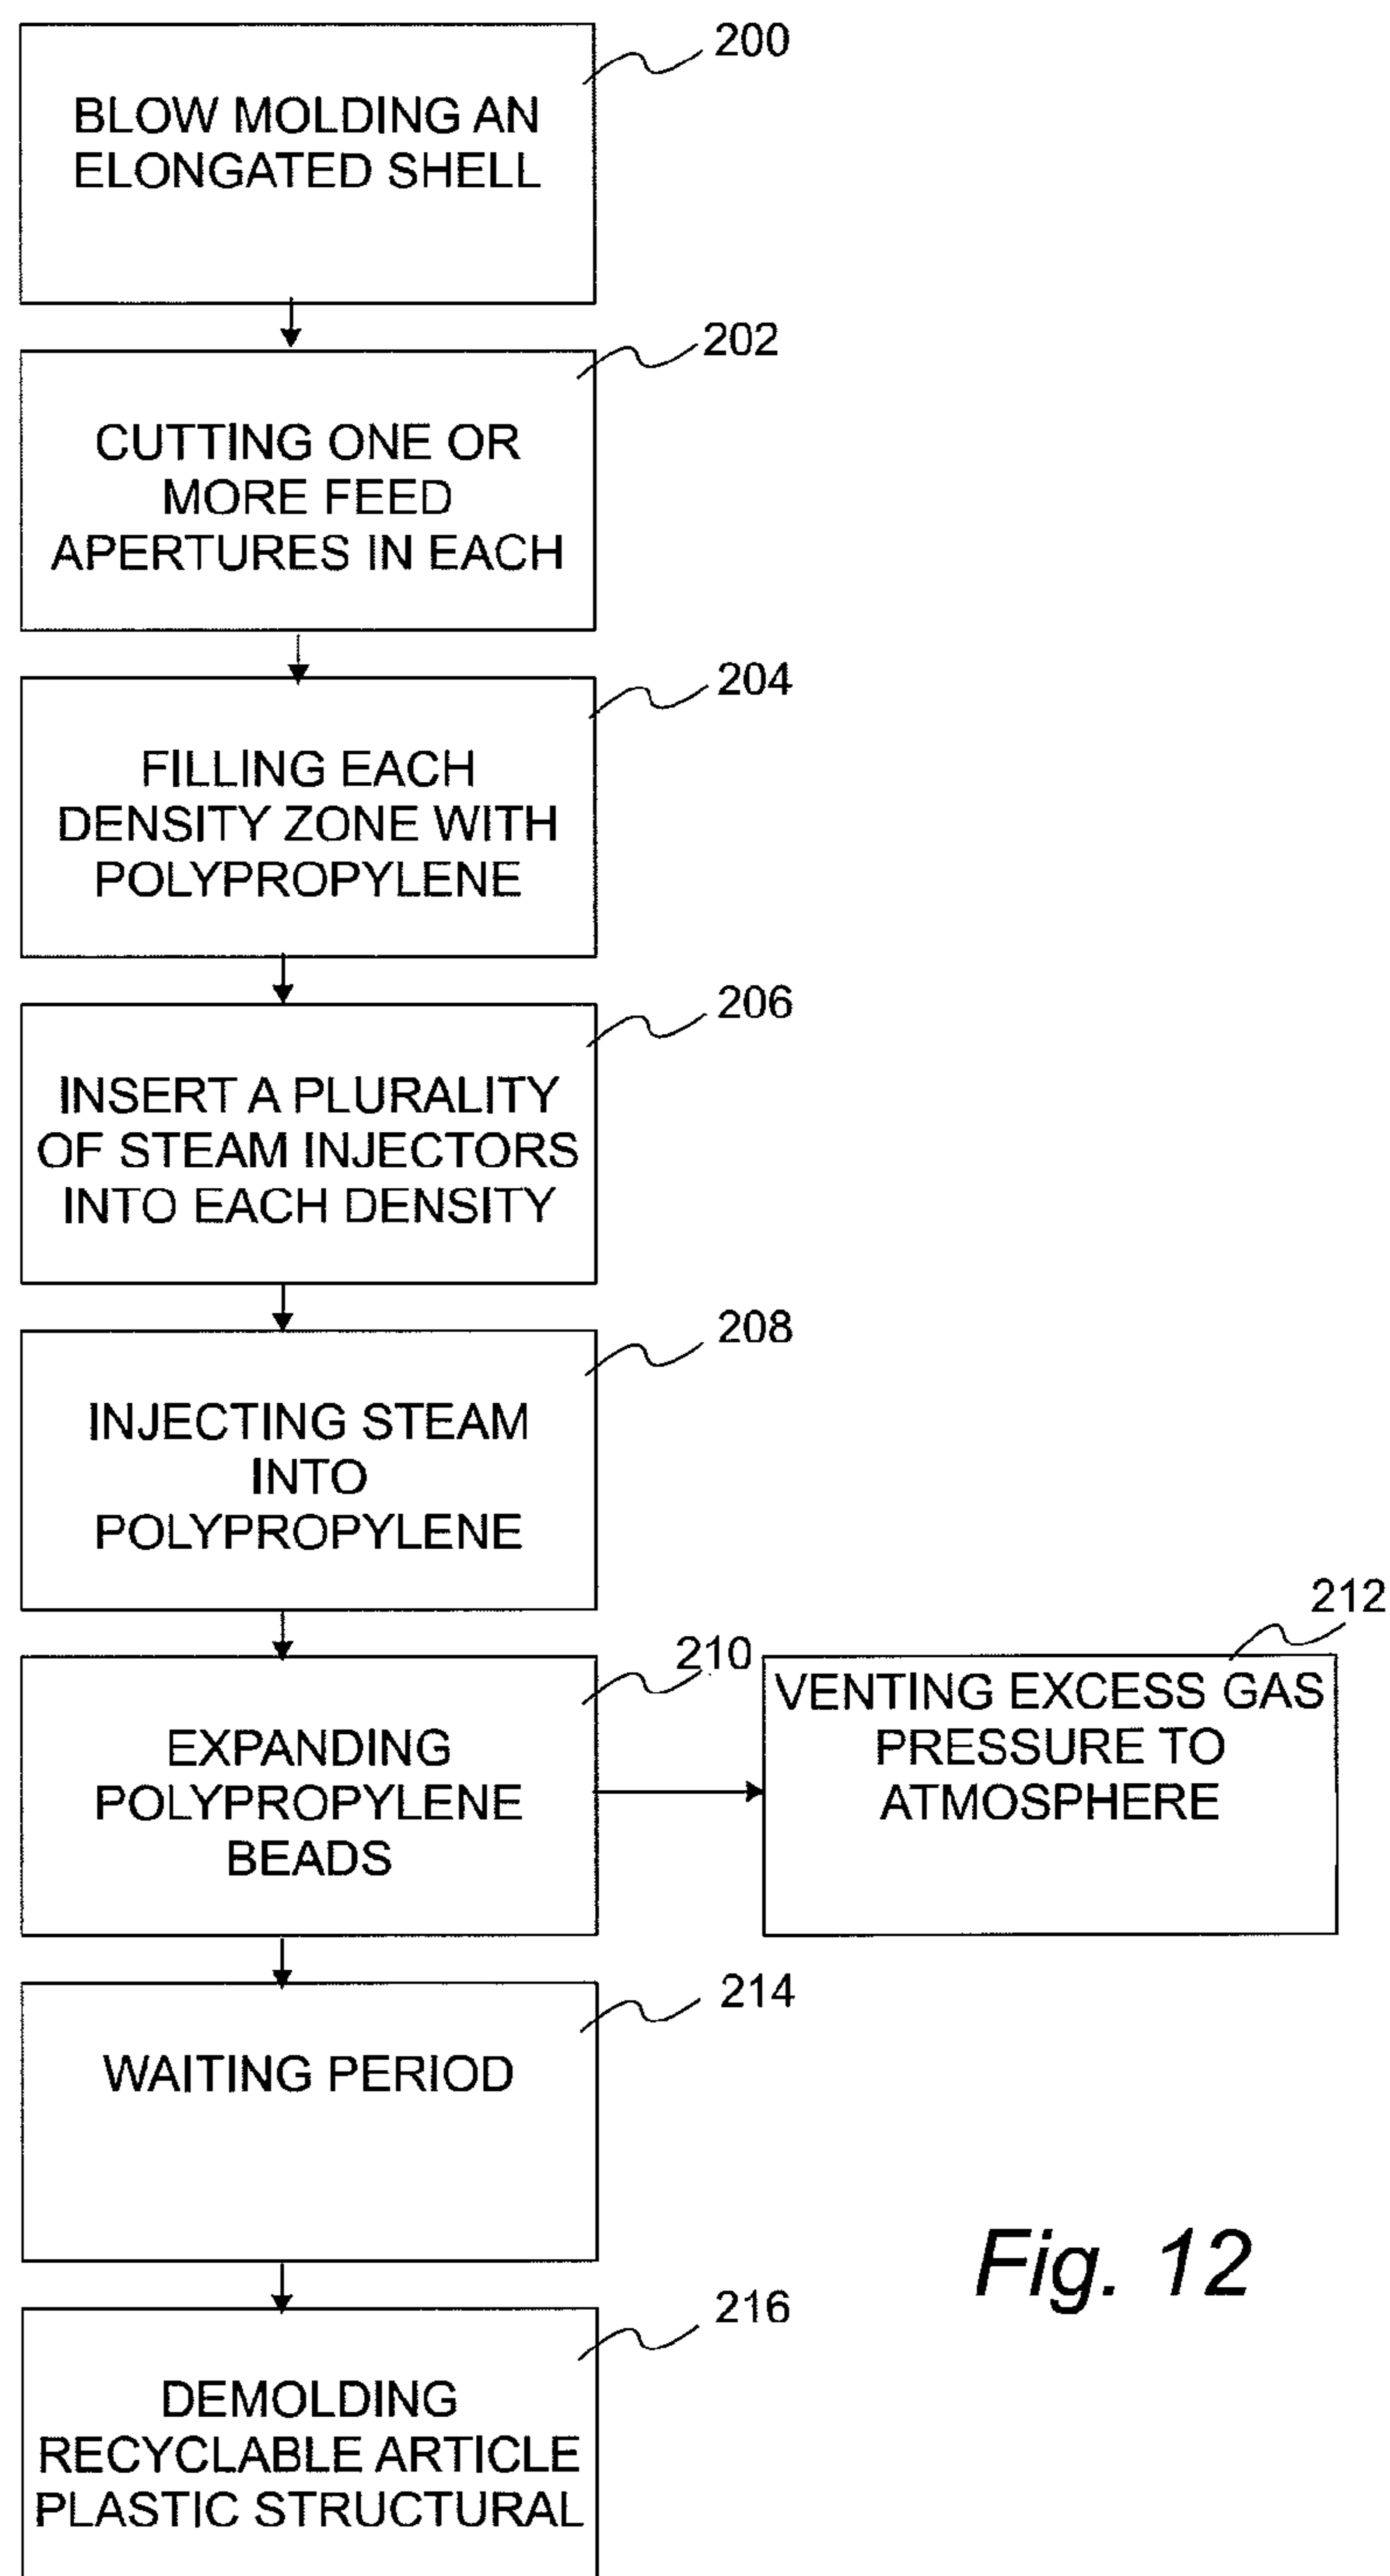 200
BLOW MOLDING AN
ELONGATED SHELL
202
CUTTING ONE OR
MORE FEED
APERTURES IN EACH
204
FILLING EACH
DENSITY ZONE WITH
POLYPROPYLENE
206
INSERT A PLURALITY
OF STEAM INJECTORS
INTO EACH DENSITY
208
INJECTING STEAM
INTO
POLYPROPYLENE
210
EXPANDING
POLYPROPYLENE
BEADS
212
VENTING EXCESS GAS
PRESSURE TO
ATMOSPHERE
214
WAITING PERIOD
216
DEMOLDING
RECYCLABLE ARTICLE
PLASTIC STRUCTURAL
Fig. 12